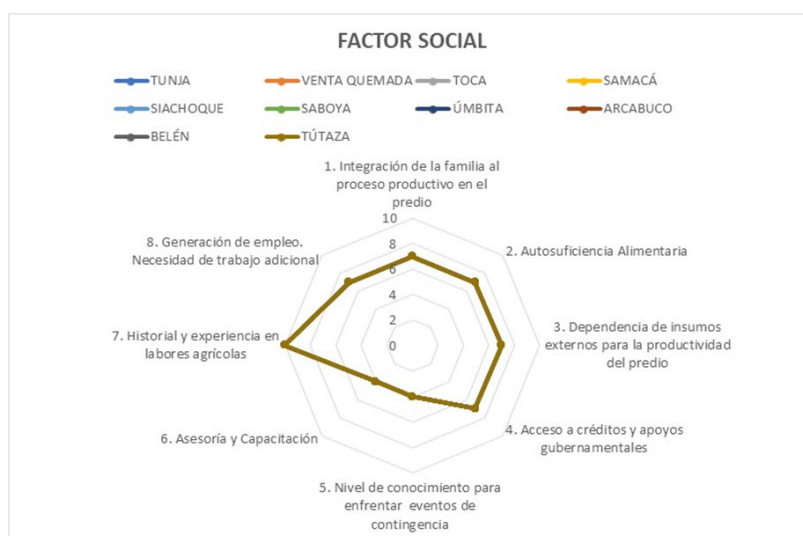 FACTOR SOCIAL
TUNJA
VENTA QUEMADA
TOCA
SAMACÁ
SIACHOQUE
SABOYA
ÚMBITA
ARCABUCO
BELÉN
TÚTAZA
1. Integración de la familia al
proceso productivo en el
predio
10
8
6
4
2
0
2. Autosuficiencia Alimentaria
3. Dependencia de insumos
externos para la productividad
del predio
4. Acceso a créditos y apoyos
gubernamentales
5. Nivel de conocimiento para
enfrentar eventos de
contingencia
6. Asesoría y Capacitación
7. Historial y experiencia en
labores agrícolas
8. Generación de empleo.
Necesidad de trabajo adicional